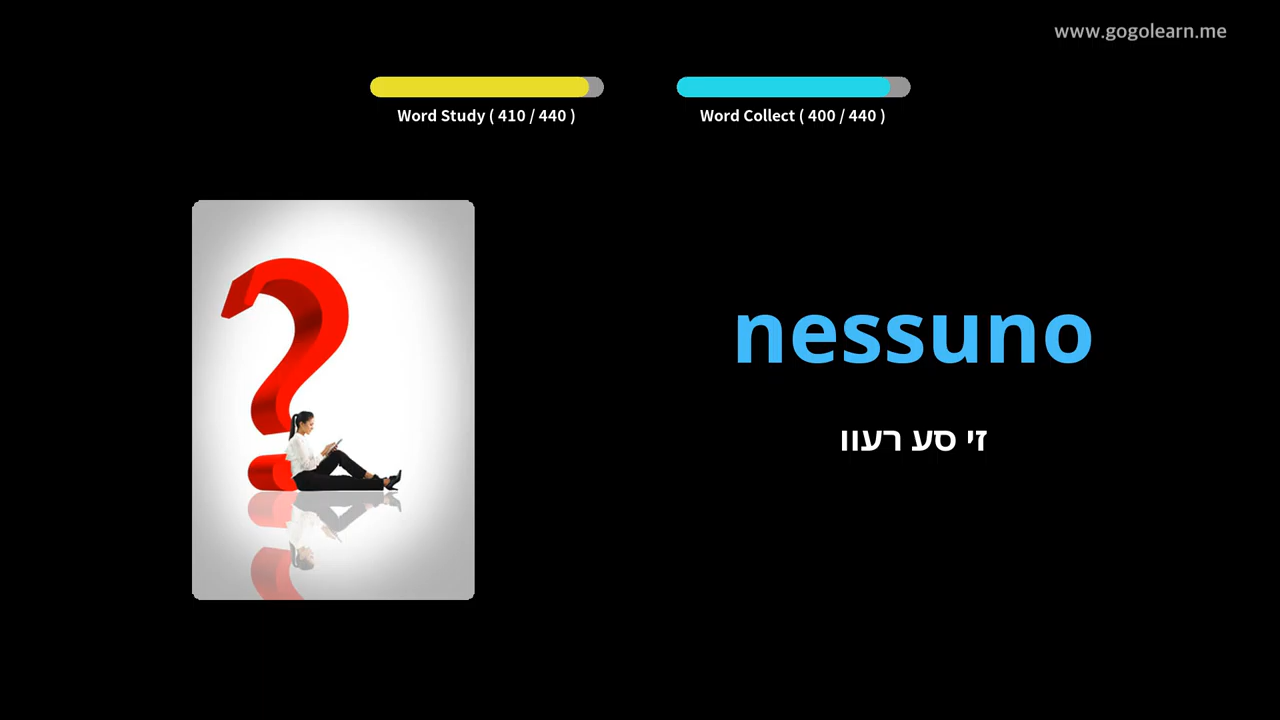 www.gogolearn.me
Word Study ( 410 / 440 )
Word Collect ( 400 / 440 )
nessuno
זי סע רעוו